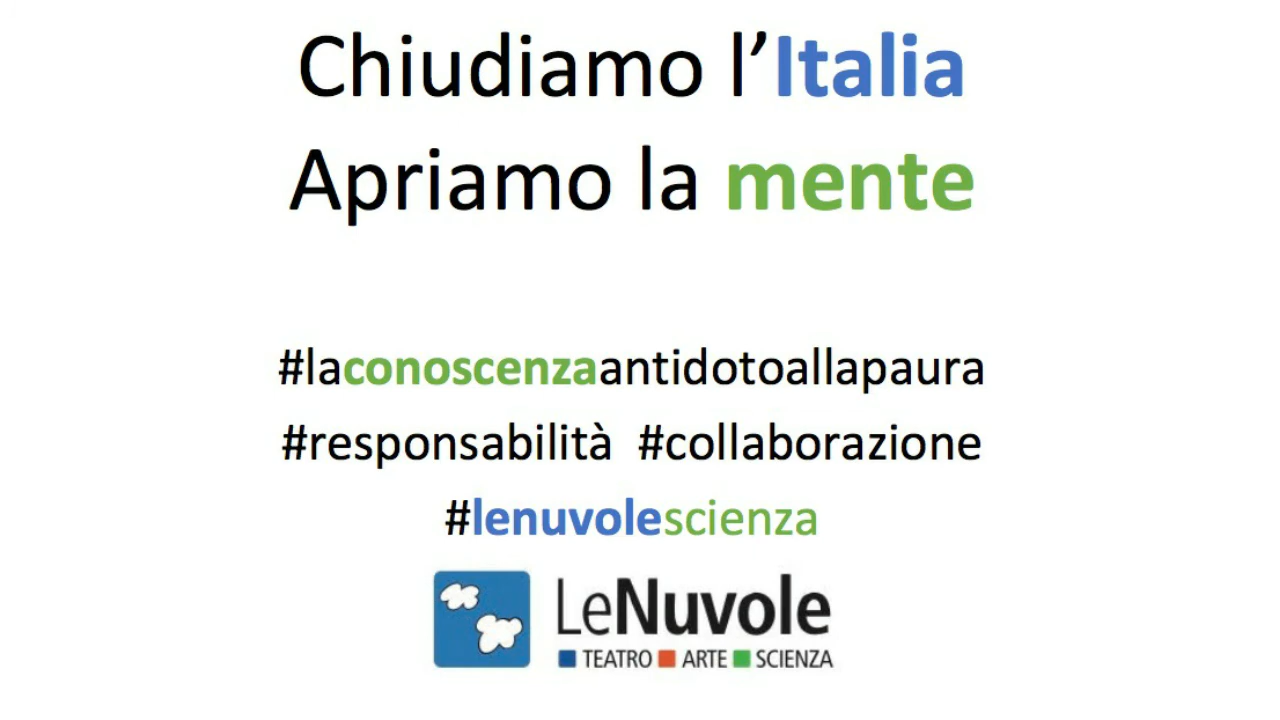 Chiudiamo l’Italia
Apriamo la mente
#laconoscenzaantidotoallapaura
#responsabilità #collaborazione
#lenuvolescienza
LeNuvole
TEATRO ARTE SCIENZA